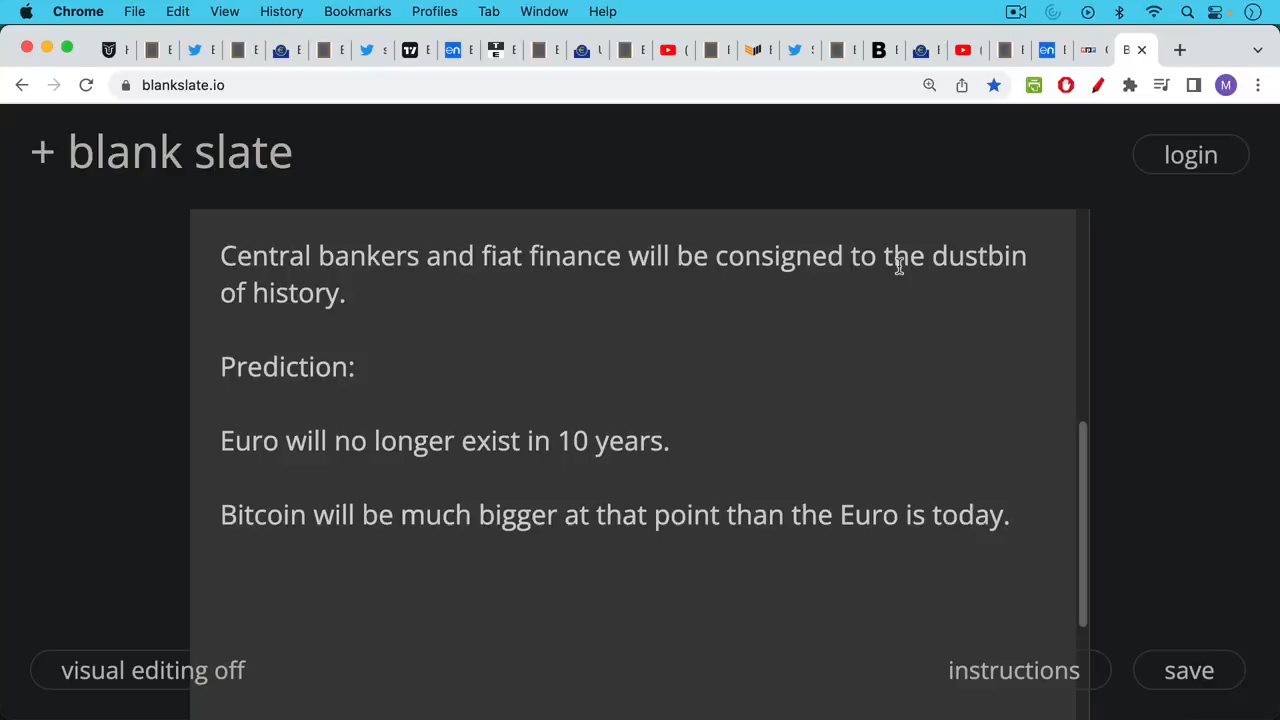 Chrome File Edit View History Bookmarks Profiles Tab Window Help
blankslate.io
M
+ blank slate
login
Central bankers and fiat finance will be consigned to the dustbin
of history.
Prediction:
Euro will no longer exist in 10 years.
Bitcoin will be much bigger at that point than the Euro is today.
visual editing off
instructions
save